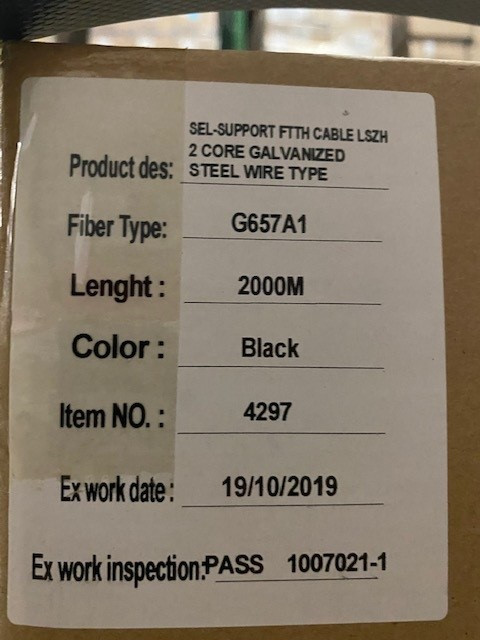 SEL-SUPPORT FTTH CABLE LSZH
2 CORE GALVANIZED
Product des: STEEL WIRE TYPE
Fiber Type: G657A1
Lenght : 2000M
Color : Black
Item NO. : 4297
Ex work date : 19/10/2019
Ex work inspection: PASS 1007021-1